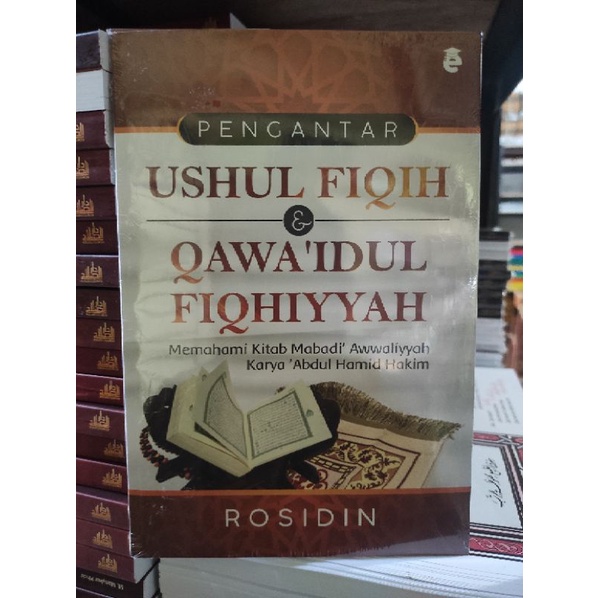 PENGANTAR
USHUL FIQIH
&
QAWA'IDUL
FIQHIYYAH
Memahami Kitab Mabadi' Awwaliyyah
Karya 'Abdul Hamid Hakim
ROSIDIN